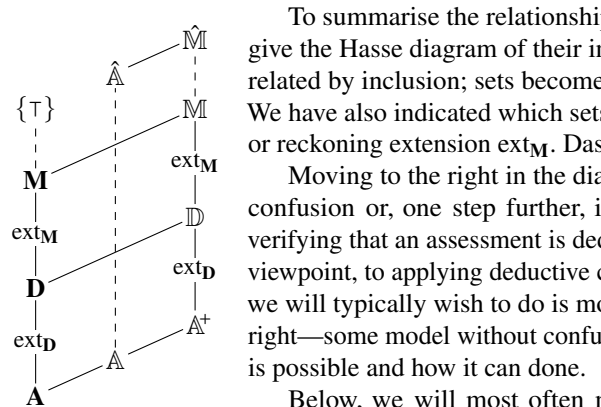 𝕄̂
𝔸̂
{⊤}
𝕄
ext_M
M
ext_M
𝔻
ext_D
D
ext_D
𝔸⁺
𝔸
A
To summarise the relationship
give the Hasse diagram of their in
related by inclusion; sets become
We have also indicated which sets
or reckoning extension ext_M. Das
Moving to the right in the dia
confusion or, one step further, i
verifying that an assessment is dec
viewpoint, to applying deductive c
we will typically wish to do is mo
right—some model without confu
is possible and how it can done.
Below, we will most often m